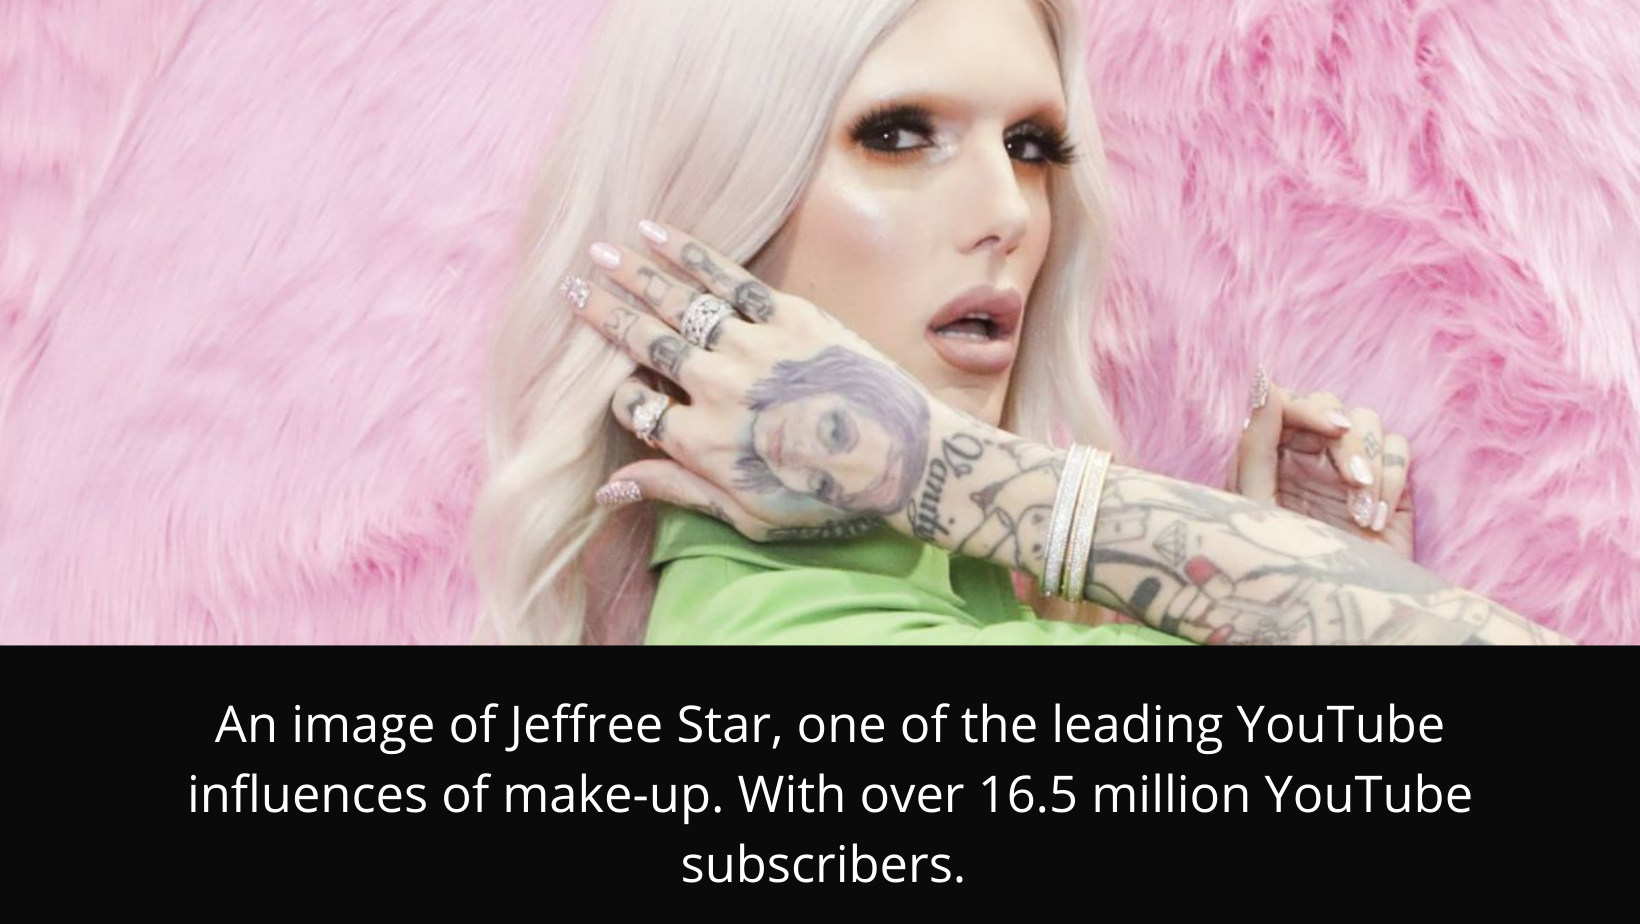 Vanity
An image of Jeffree Star, one of the leading YouTube
influences of make-up. With over 16.5 million YouTube
subscribers.